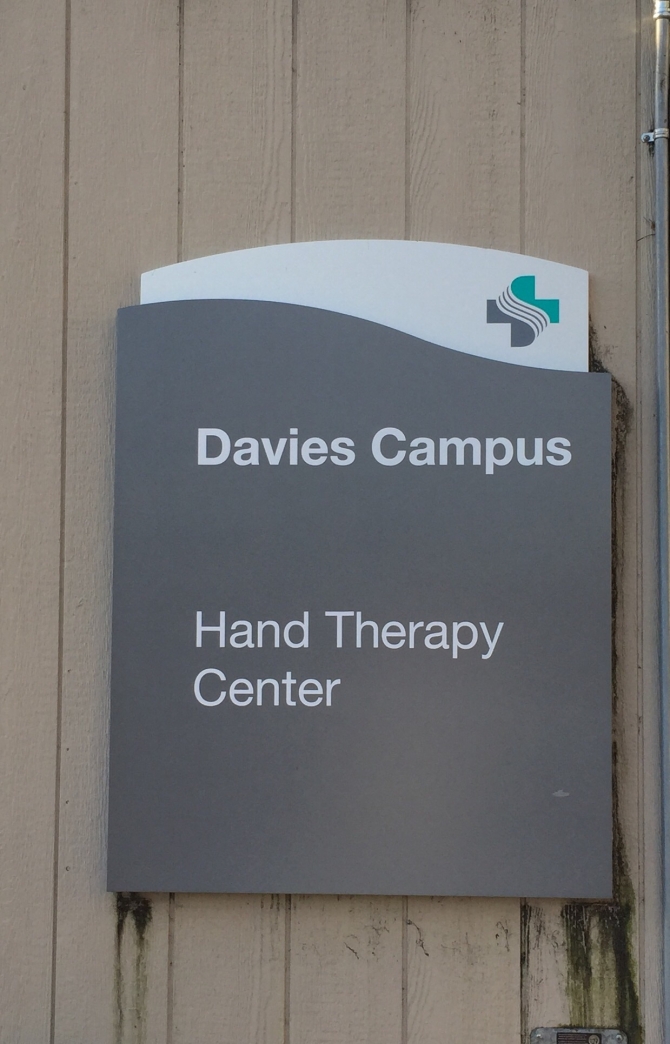 Davies Campus
Hand Therapy
Center